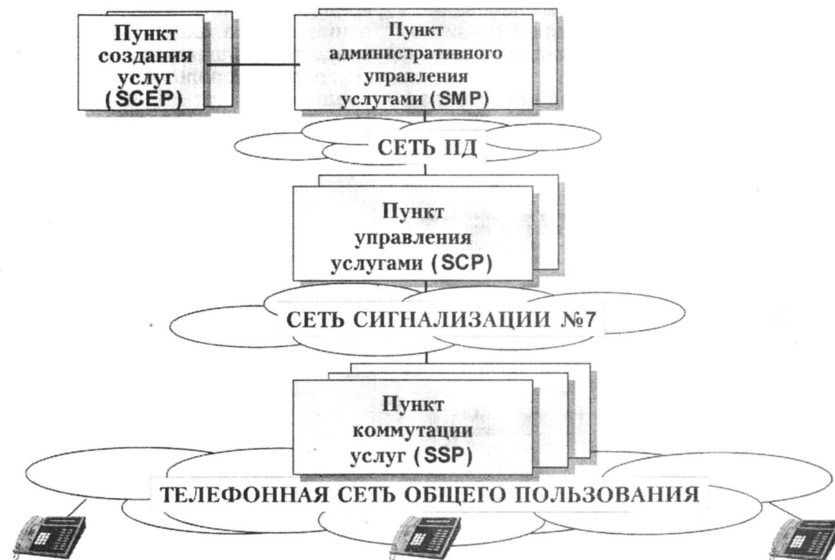 Пункт
создания
услуг
(SCEP)
Пункт
административного
управления
услугами (SMP)
СЕТЬ ПД
Пункт
управления
услугами (SCP)
СЕТЬ СИГНАЛИЗАЦИИ №7
Пункт
коммутации
услуг (SSP)
ТЕЛЕФОННАЯ СЕТЬ ОБЩЕГО ПОЛЬЗОВАНИЯ